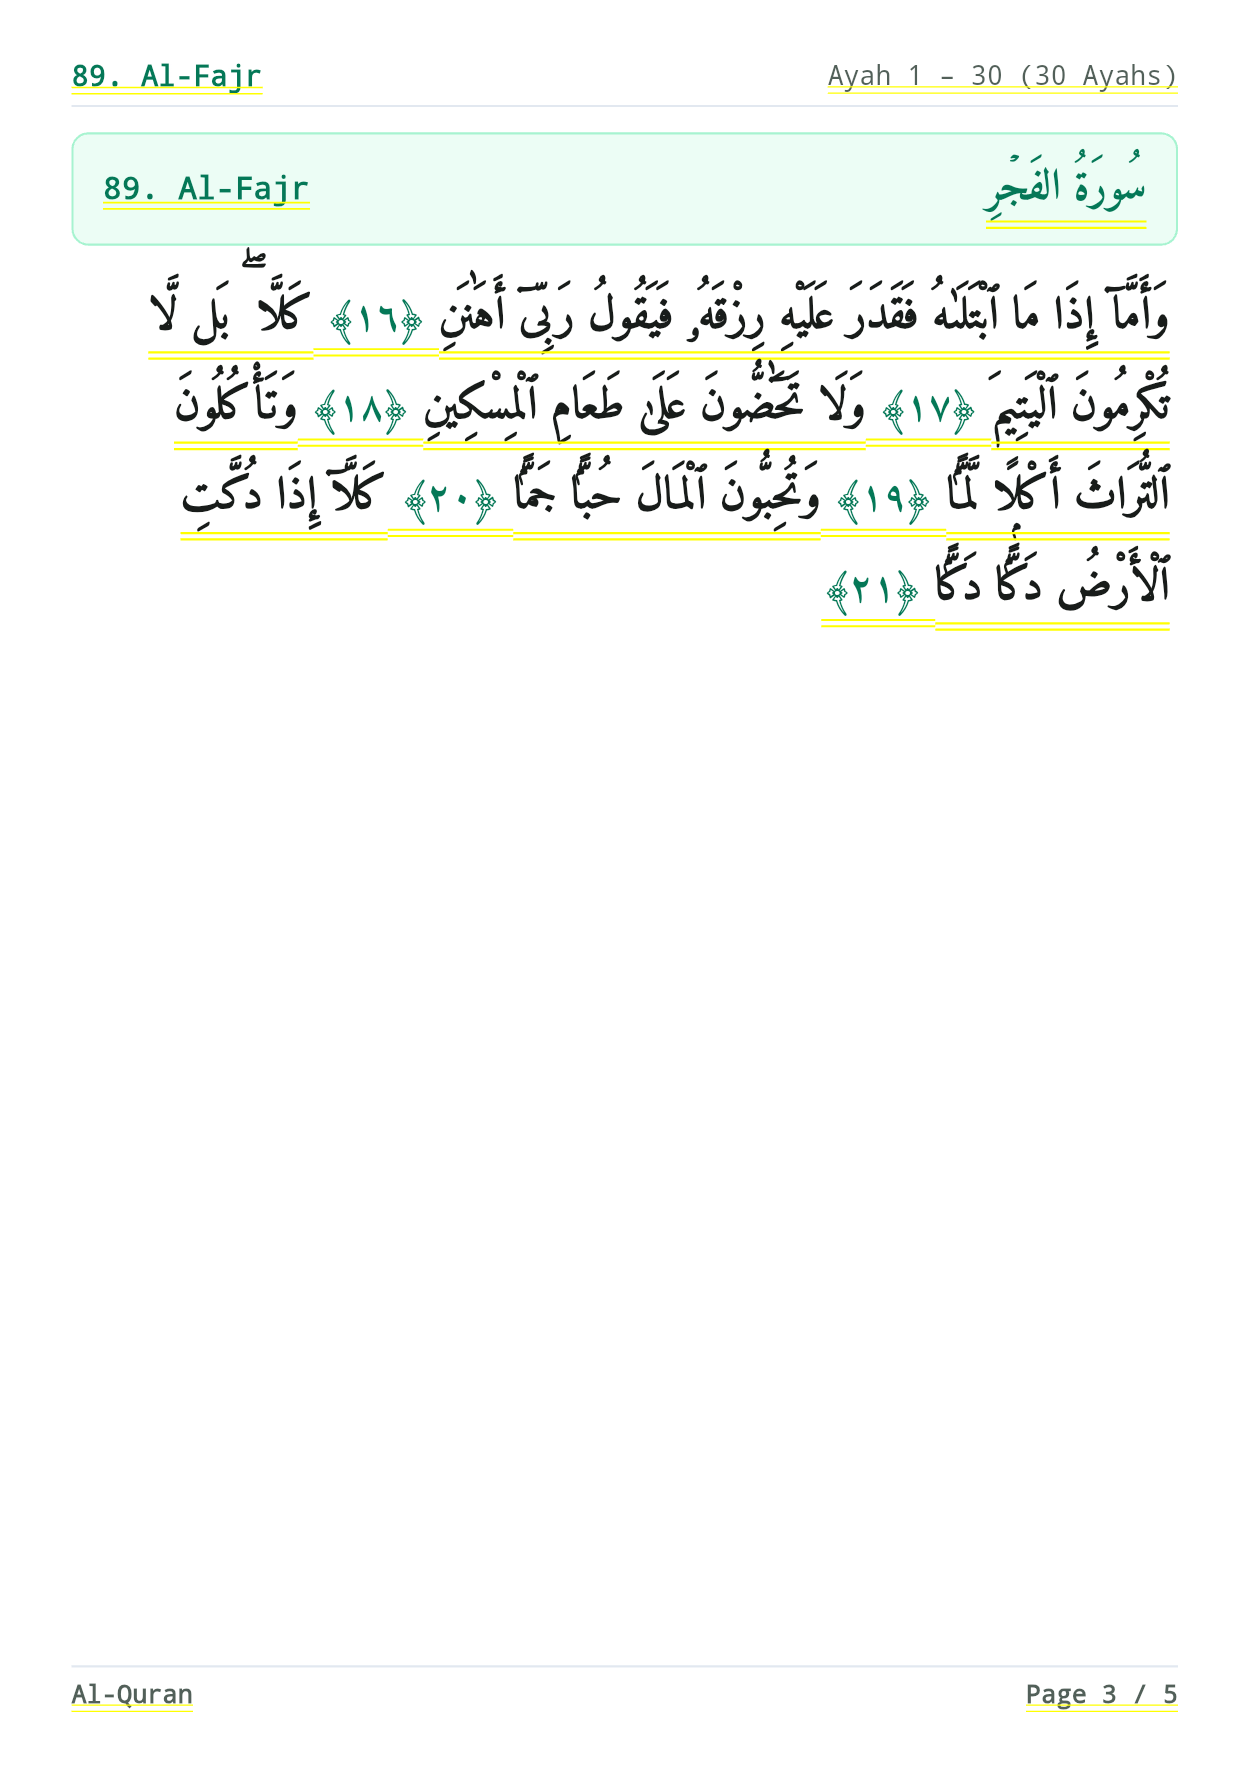 89. Al-Fajr
Ayah 1 – 30 (30 Ayahs)
89. Al-Fajr
سُورَةُ الفَجۡرِ
وَأَمَّآ إِذَا مَا ٱبْتَلَىٰهُ فَقَدَرَ عَلَيْهِ رِزْقَهُۥ فَيَقُولُ رَبِّىٓ أَهَـٰنَنِ ﴿١٦﴾ كَلَّا ۖ بَل لَّا
تُكْرِمُونَ ٱلْيَتِيمَ ﴿١٧﴾ وَلَا تَحَـٰٓضُّونَ عَلَىٰ طَعَامِ ٱلْمِسْكِينِ ﴿١٨﴾ وَتَأْكُلُونَ
ٱلتُّرَاثَ أَكْلًا لَّمًّا ﴿١٩﴾ وَتُحِبُّونَ ٱلْمَالَ حُبًّا جَمًّا ﴿٢٠﴾ كَلَّآ إِذَا دُكَّتِ
ٱلْأَرْضُ دَكًّا دَكًّا ﴿٢١﴾
Al-Quran
Page 3 / 5